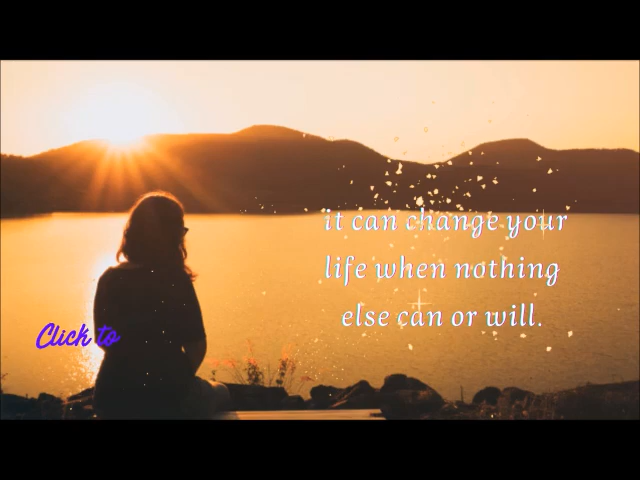 it can change your
life when nothing
else can or will.
Click to